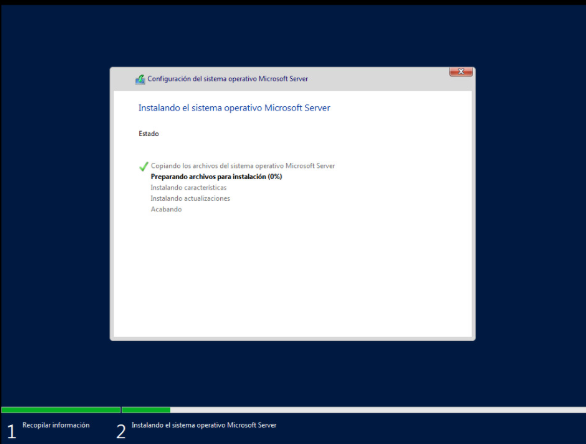 Configuración del sistema operativo Microsoft Server
Instalando el sistema operativo Microsoft Server
Estado
Copiando los archivos del sistema operativo Microsoft Server
Preparando archivos para instalación (0%)
Instalando características
Instalando actualizaciones
Acabando
1 Recopilar información
2 Instalando el sistema operativo Microsoft Server